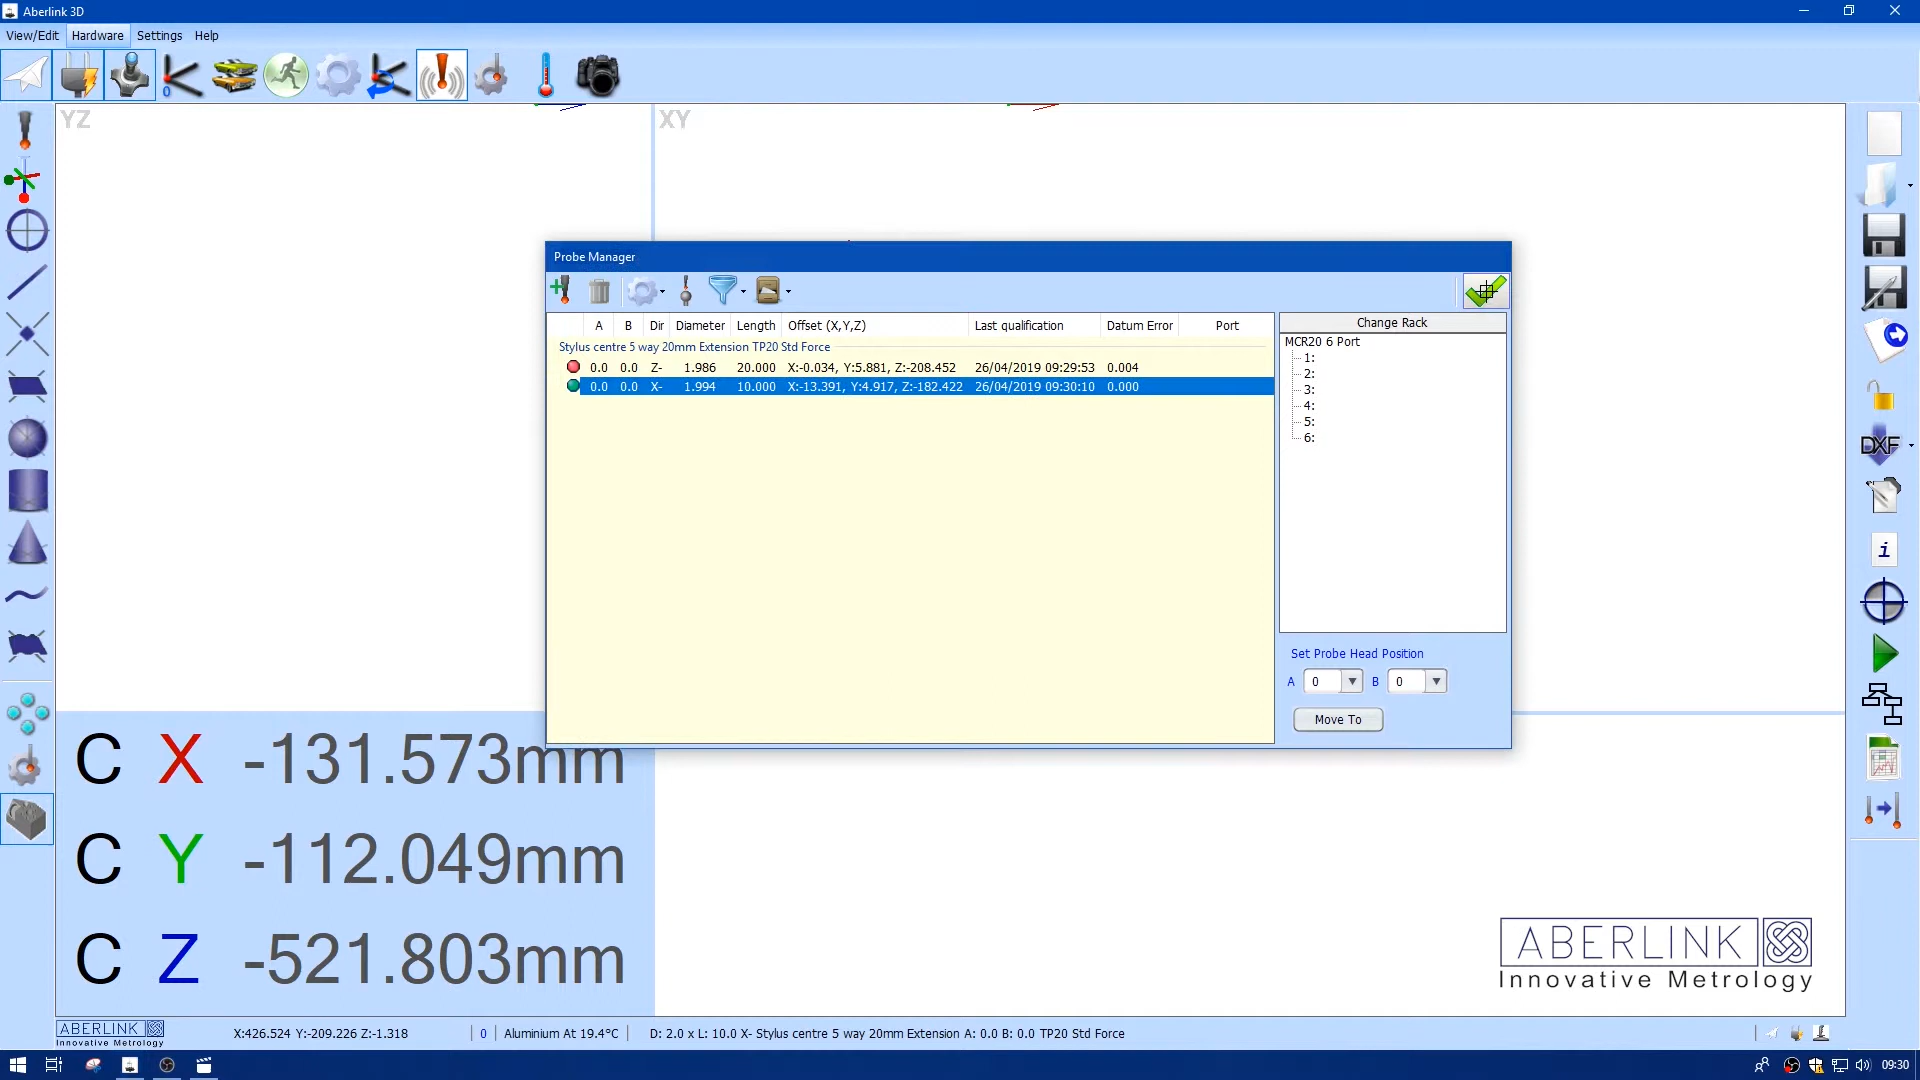 Aberlink 3D
View/Edit Hardware Settings Help
0
YZ
XY
Probe Manager
A B Dir Diameter Length Offset (X,Y,Z) Last qualification Datum Error Port
Stylus centre 5 way 20mm Extension TP20 Std Force
0.0 0.0 Z- 1.986 20.000 X:-0.034, Y:5.881, Z:-208.452 26/04/2019 09:29:53 0.004
0.0 0.0 X- 1.994 10.000 X:-13.391, Y:4.917, Z:-182.422 26/04/2019 09:30:10 0.000
Change Rack
MCR20 6 Port
1:
2:
3:
4:
5:
6:
Set Probe Head Position
A 0 B 0
Move To
DXF
i
C X -131.573mm
C Y -112.049mm
C Z -521.803mm
ABERLINK
Innovative Metrology
ABERLINK
Innovative Metrology
X:426.524 Y:-209.226 Z:-1.318 0 Aluminium At 19.4°C D: 2.0 x L: 10.0 X- Stylus centre 5 way 20mm Extension A: 0.0 B: 0.0 TP20 Std Force
09:30